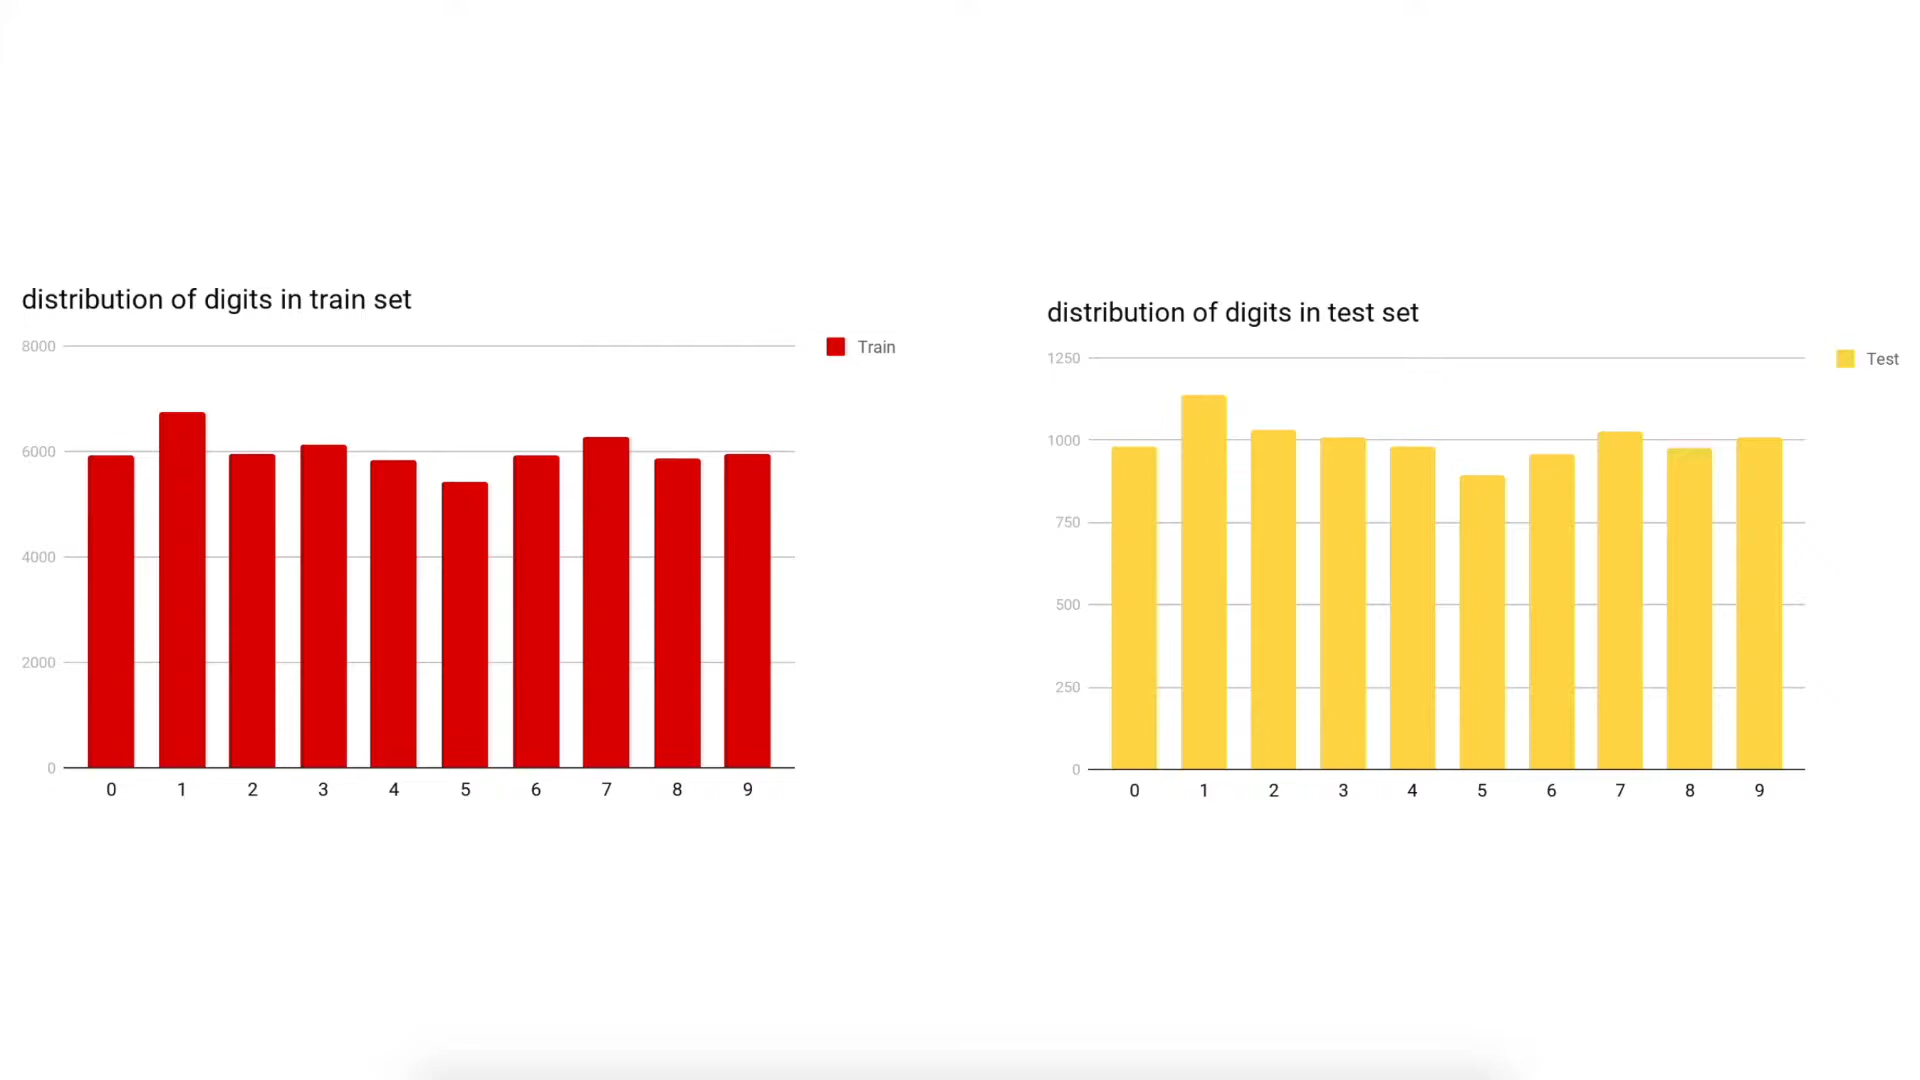 distribution of digits in train set
8000
6000
4000
2000
0
0 1 2 3 4 5 6 7 8 9
Train
distribution of digits in test set
1250
1000
750
500
250
0
0 1 2 3 4 5 6 7 8 9
Test